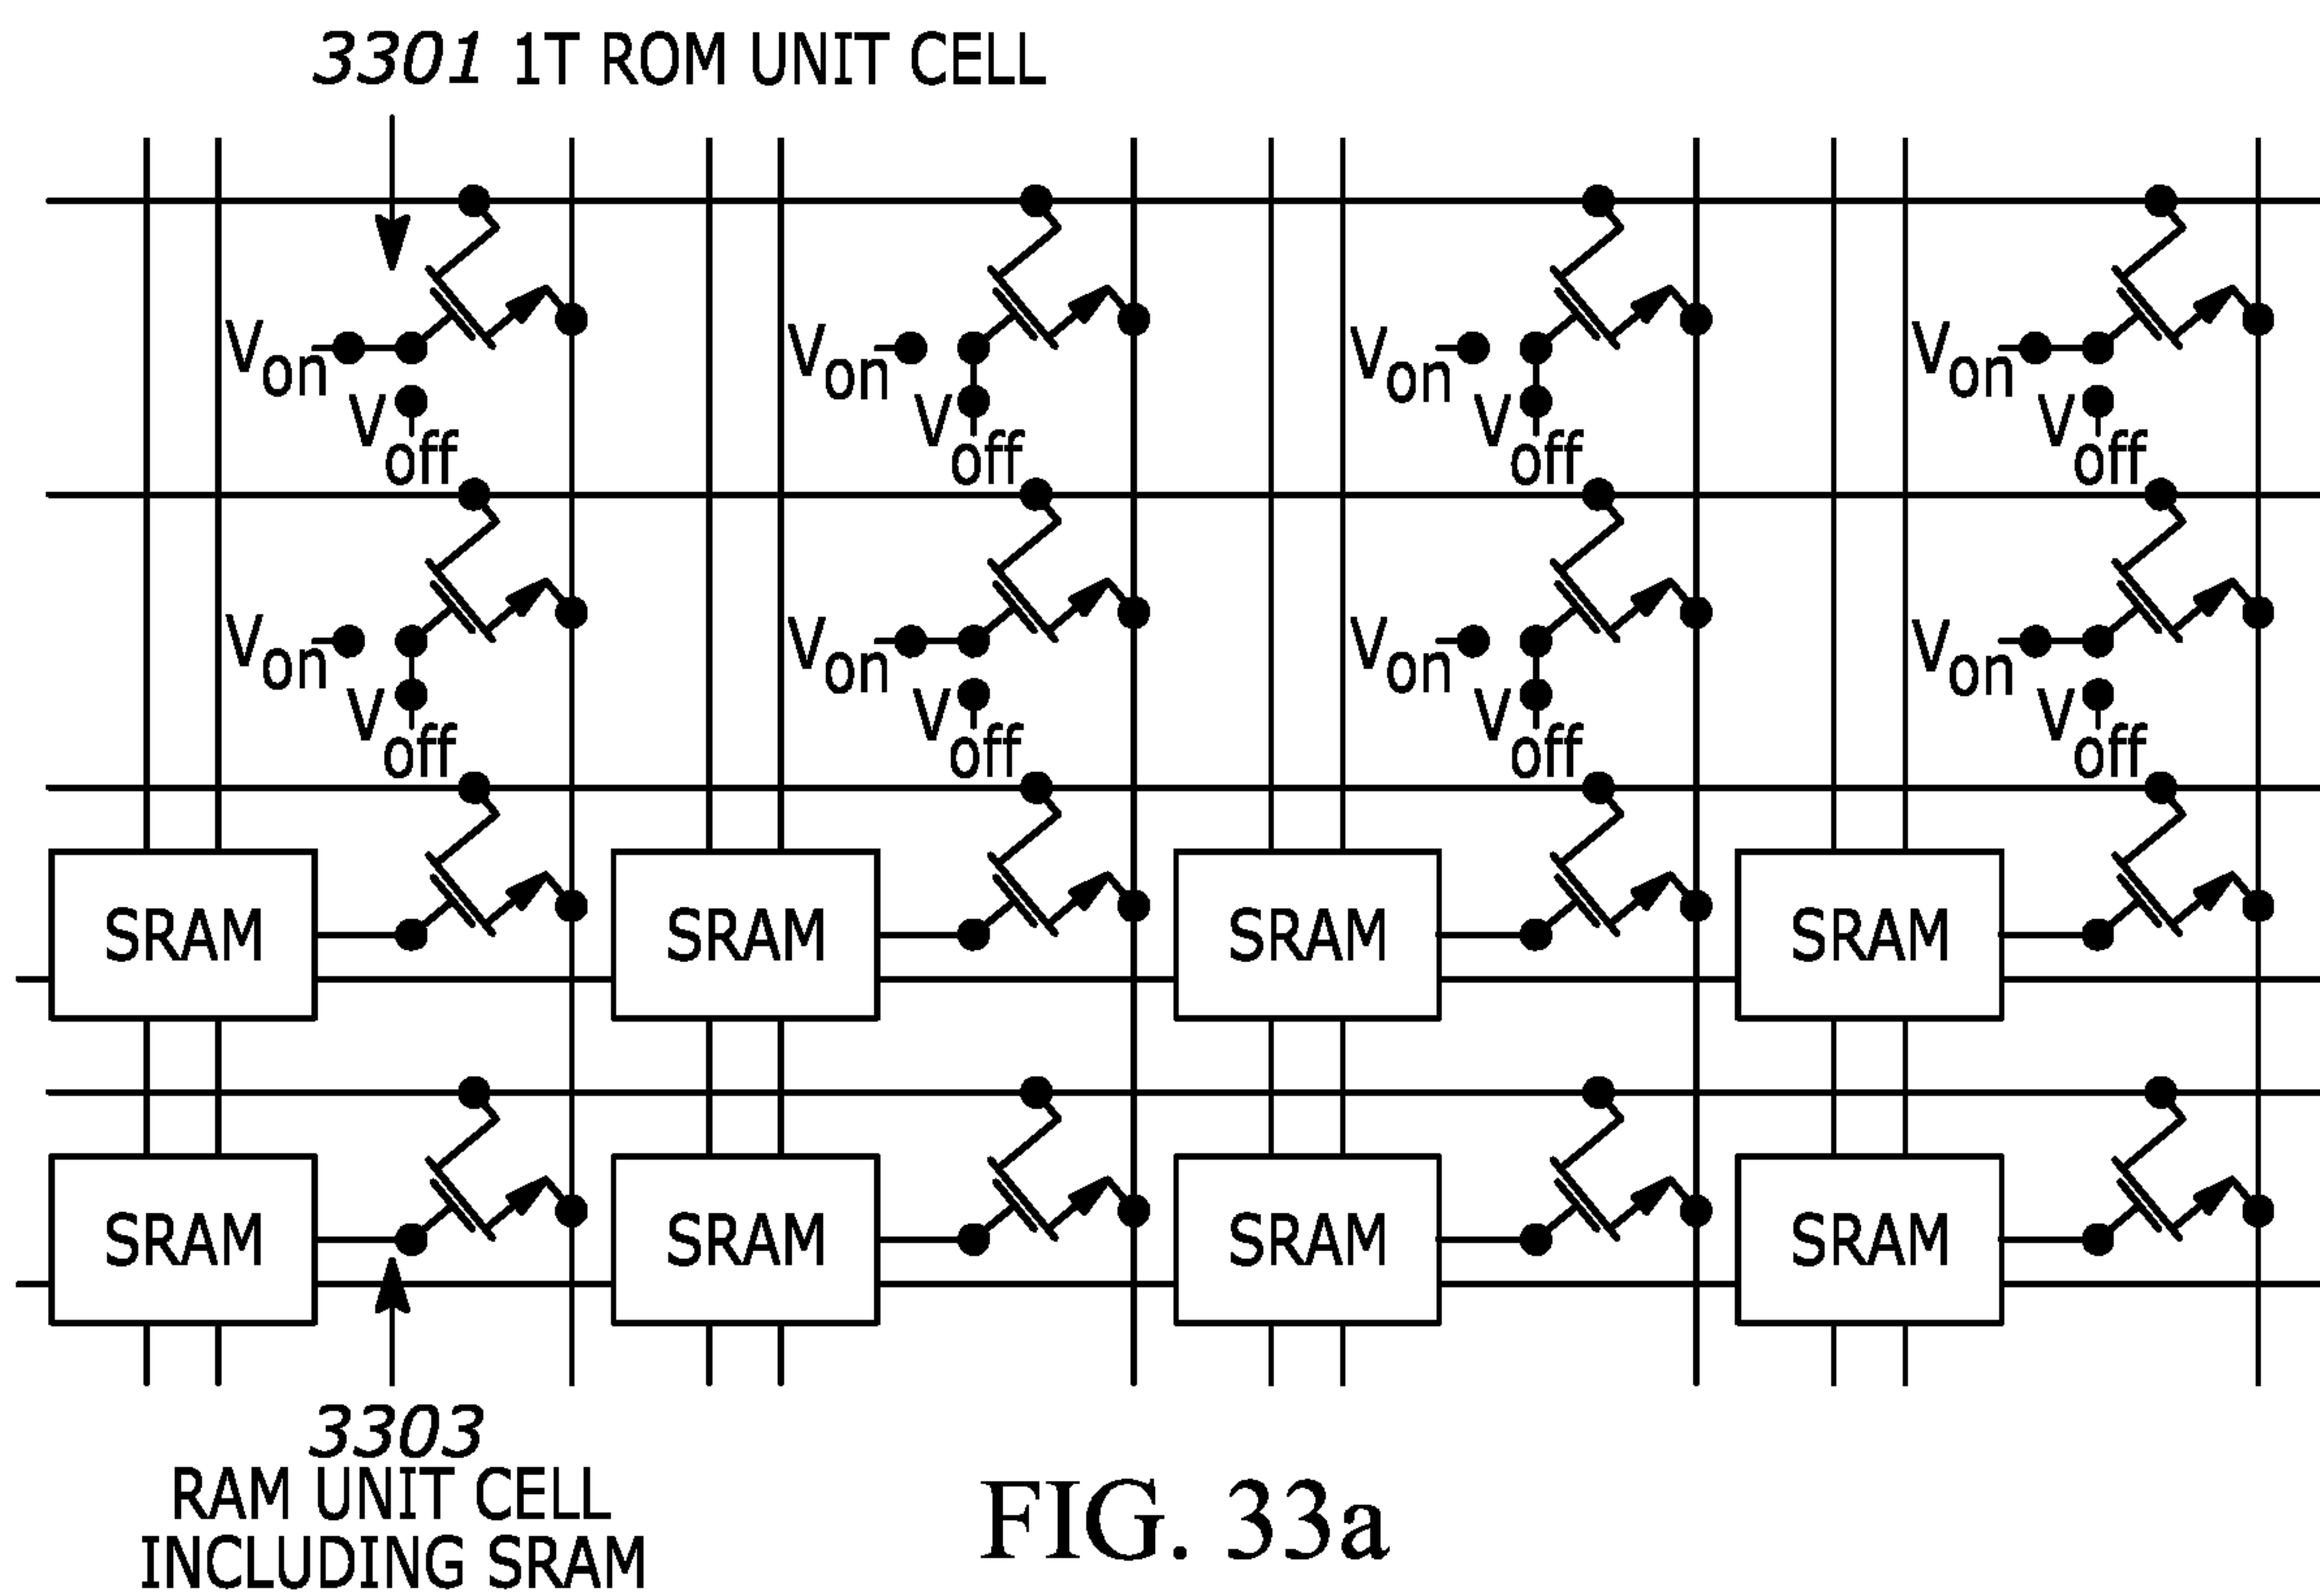 3301 1T ROM UNIT CELL
Von Von Von Von
Voff Voff Voff Voff
Von Von Von Von
Voff Voff Voff Voff
SRAM SRAM SRAM SRAM
SRAM SRAM SRAM SRAM
3303
RAM UNIT CELL
INCLUDING SRAM
FIG. 33a